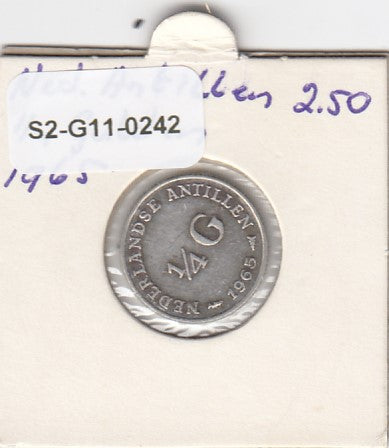 Ned. Antillen 2.50
S2-G11-0242
1965
NEDERLANDSE ANTILLEN 1965
1/4 G